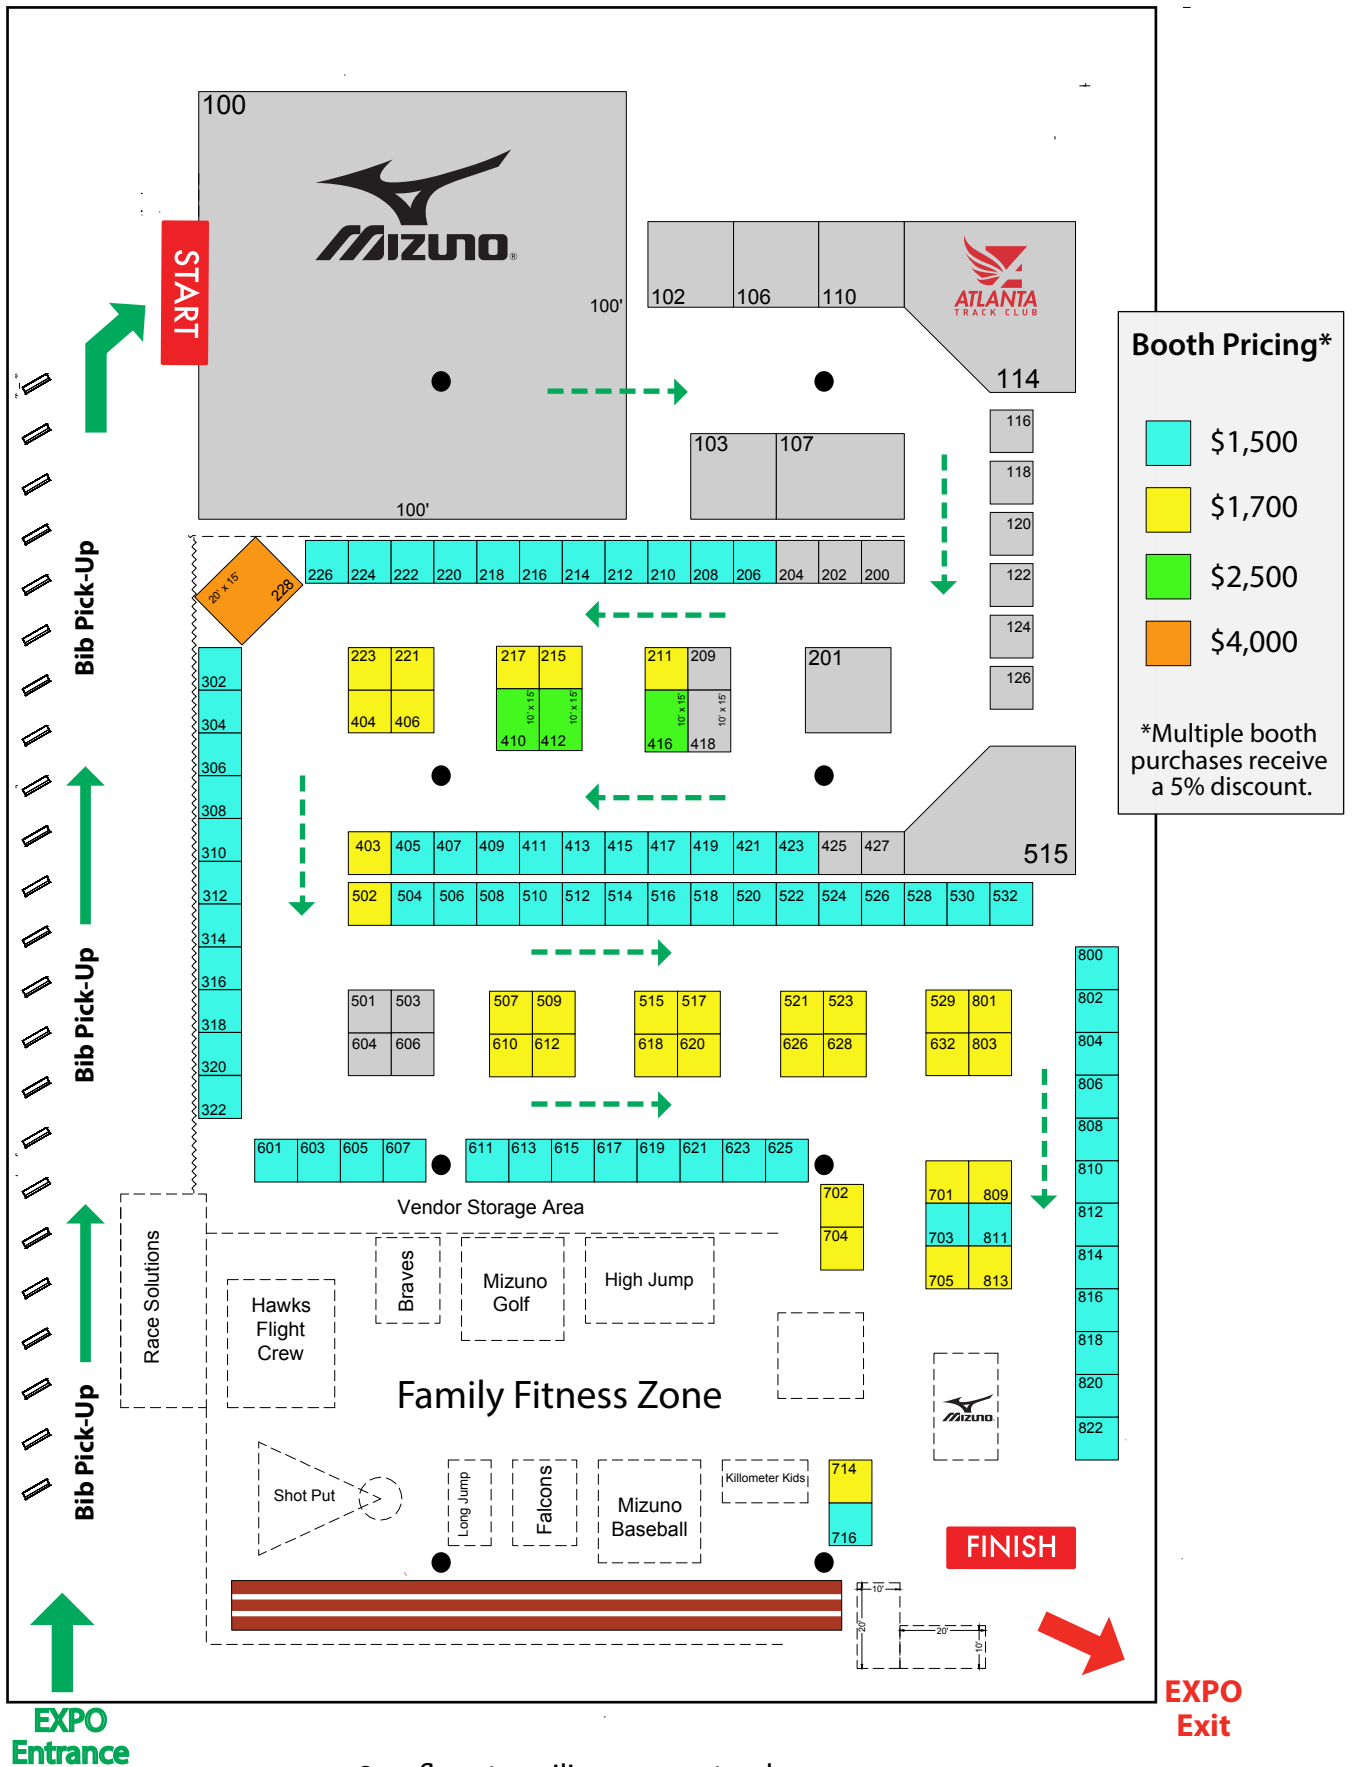 100
MIZUNO®
100'
100'
START
102
106
110
ATLANTA
TRACK CLUB
114
Booth Pricing*
$1,500
$1,700
$2,500
$4,000
*Multiple booth
purchases receive
a 5% discount.
103
107
116
118
120
122
124
126
Bib Pick-Up
20' x 15'
228
226 224 222 220 218 216 214 212 210 208 206 204 202 200
223 221
404 406
217 215
10' x 15' 10' x 15'
410 412
211 209
10' x 15' 10' x 15'
416 418
201
302
304
306
308
310
312
314
316
318
320
322
403 405 407 409 411 413 415 417 419 421 423 425 427
515
502 504 506 508 510 512 514 516 518 520 522 524 526 528 530 532
Bib Pick-Up
501 503
604 606
507 509
610 612
515 517
618 620
521 523
626 628
529 801
632 803
800
802
804
806
808
810
812
814
816
818
820
822
601 603 605 607
611 613 615 617 619 621 623 625
701 809
703 811
705 813
702
704
Vendor Storage Area
Race Solutions
Hawks
Flight
Crew
Braves
Mizuno
Golf
High Jump
Family Fitness Zone
MIZUNO
Bib Pick-Up
Shot Put
Long Jump
Falcons
Mizuno
Baseball
Killometer Kids
714
716
FINISH
10'
20'
20'
10'
EXPO
Entrance
EXPO
Exit